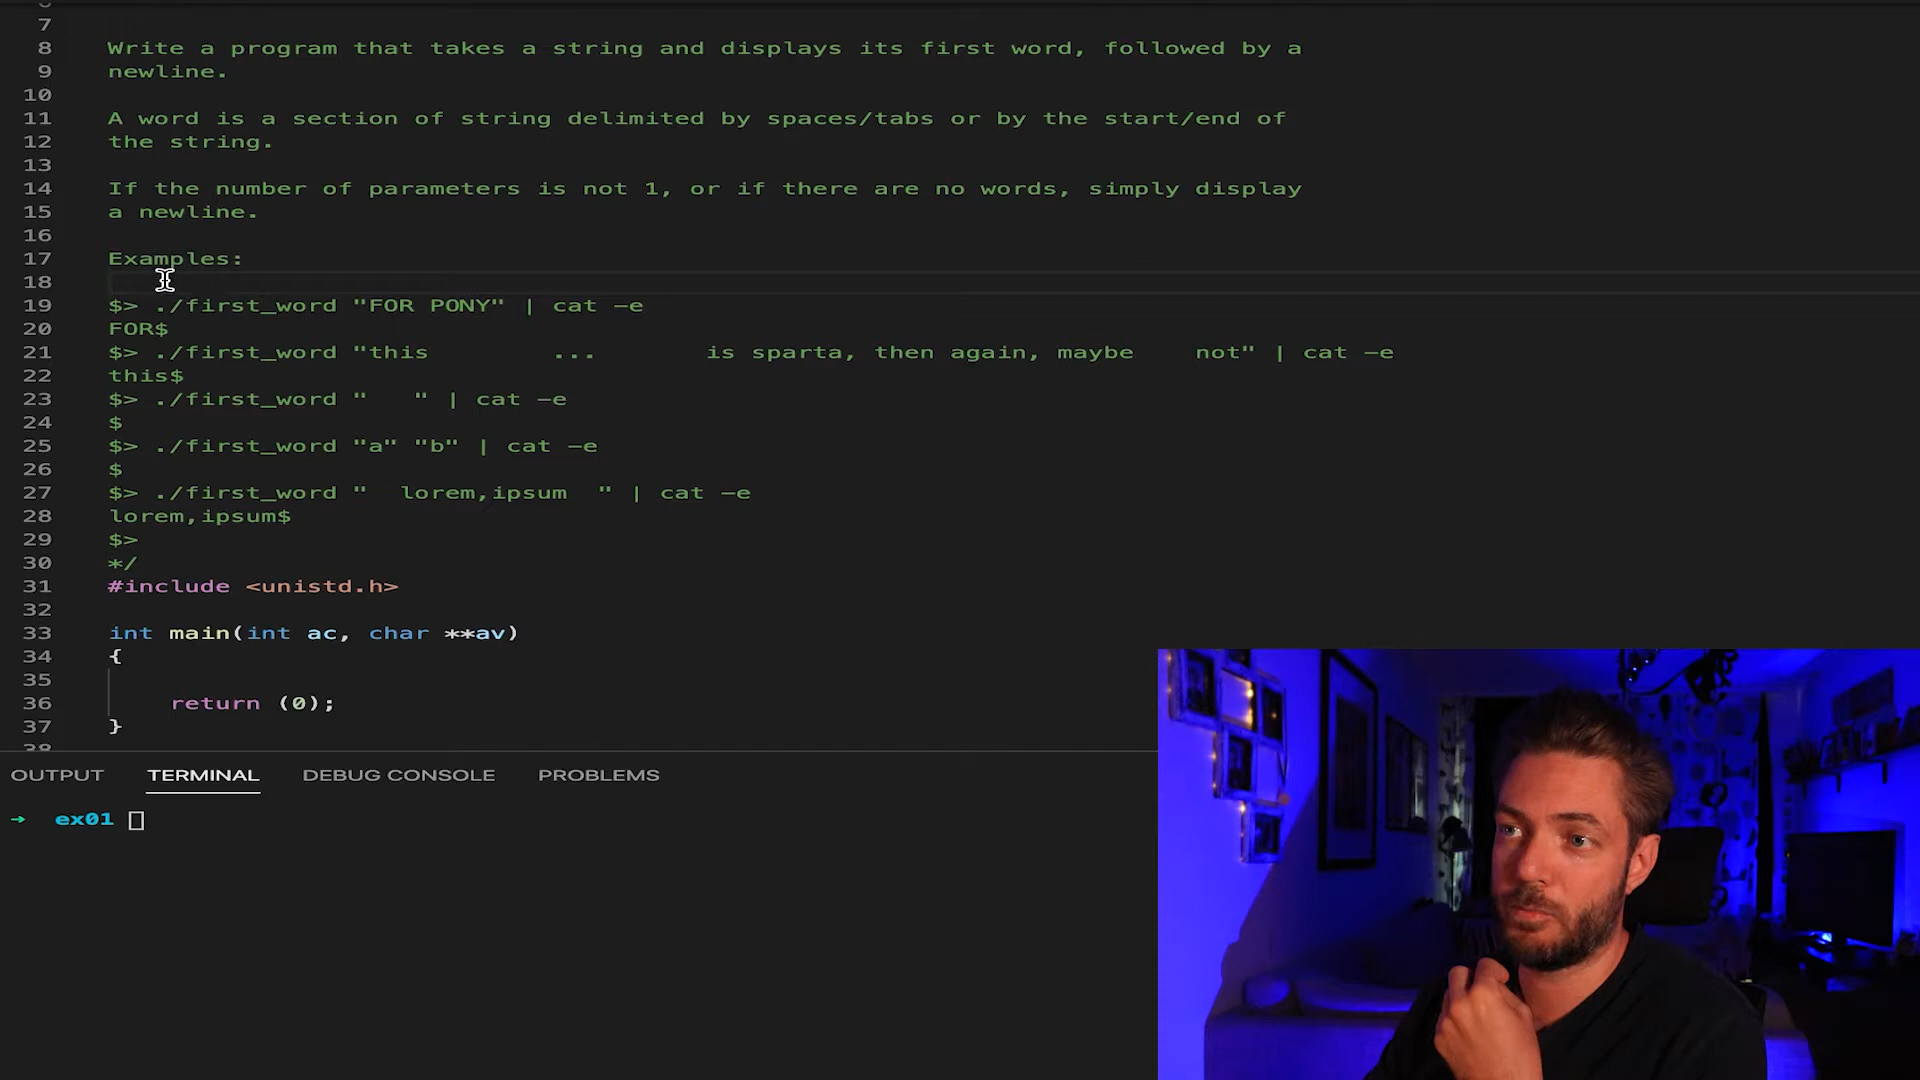 7
8 Write a program that takes a string and displays its first word, followed by a
9 newline.
10
11 A word is a section of string delimited by spaces/tabs or by the start/end of
12 the string.
13
14 If the number of parameters is not 1, or if there are no words, simply display
15 a newline.
16
17 Examples:
18
19 $> ./first_word "FOR PONY" | cat -e
20 FOR$
21 $> ./first_word "this        ...       is sparta, then again, maybe    not" | cat -e
22 this$
23 $> ./first_word "   " | cat -e
24 $
25 $> ./first_word "a" "b" | cat -e
26 $
27 $> ./first_word "  lorem,ipsum  " | cat -e
28 lorem,ipsum$
29 $>
30 */
31 #include <unistd.h>
32
33 int main(int ac, char **av)
34 {
35
36     return (0);
37 }
38
OUTPUT TERMINAL DEBUG CONSOLE PROBLEMS
→ ex01